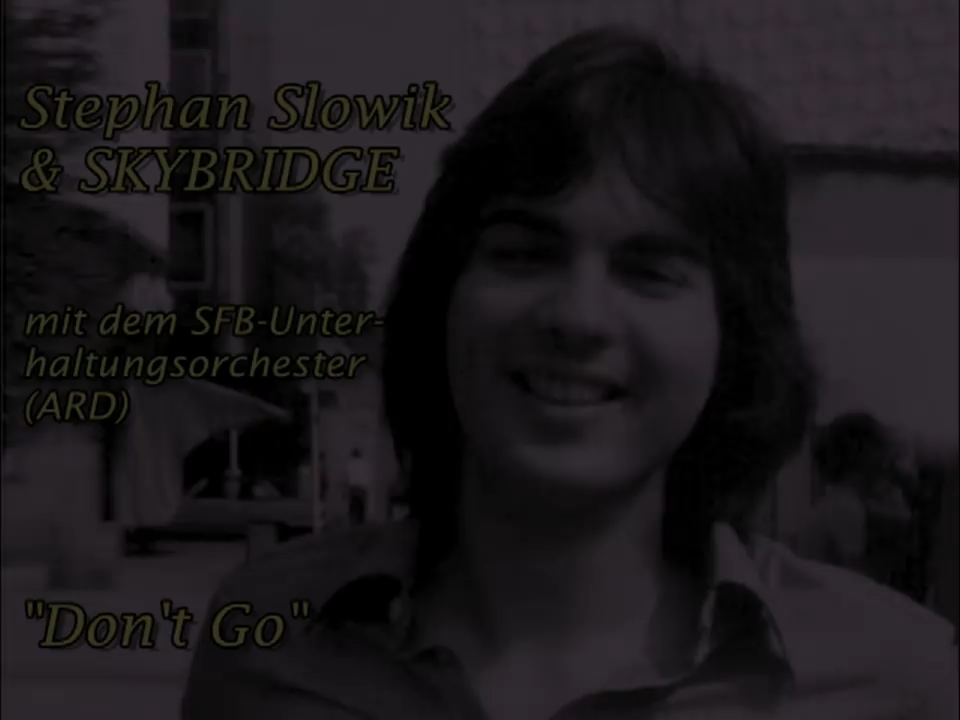 Stephan Slowik
& SKYBRIDGE
mit dem SFB-Unter-
haltungsorchester
(ARD)
"Don't Go"